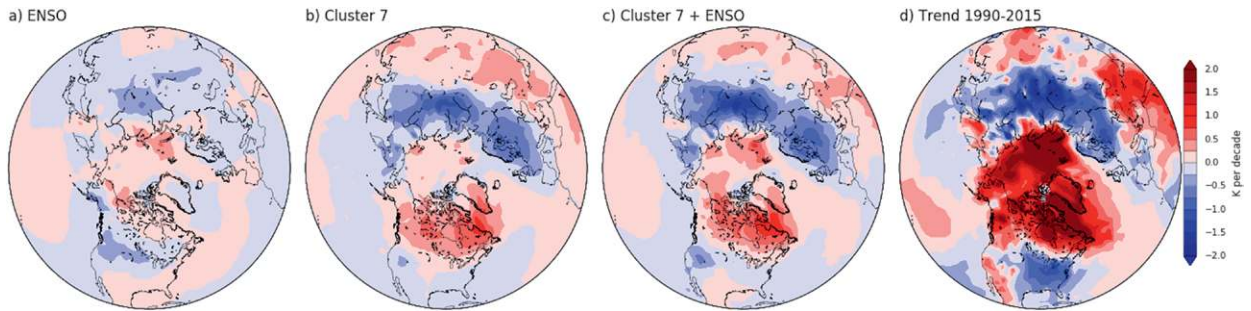 a) ENSO
b) Cluster 7
c) Cluster 7 + ENSO
d) Trend 1990-2015
2.0
1.5
1.0
0.5
0.0
−0.5
−1.0
−1.5
−2.0
K per decade